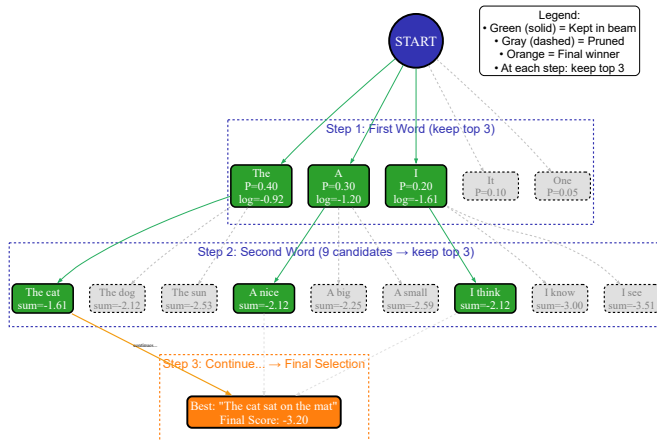 START
Legend:
• Green (solid) = Kept in beam
• Gray (dashed) = Pruned
• Orange = Final winner
• At each step: keep top 3
Step 1: First Word (keep top 3)
The
P=0.40
log=-0.92
A
P=0.30
log=-1.20
I
P=0.20
log=-1.61
It
P=0.10
One
P=0.05
Step 2: Second Word (9 candidates → keep top 3)
The cat
sum=-1.61
The dog
sum=-2.12
The sun
sum=-2.53
A nice
sum=-2.12
A big
sum=-2.25
A small
sum=-2.59
I think
sum=-2.12
I know
sum=-3.00
I see
sum=-3.51
continue...
Step 3: Continue... → Final Selection
Best: "The cat sat on the mat"
Final Score: -3.20